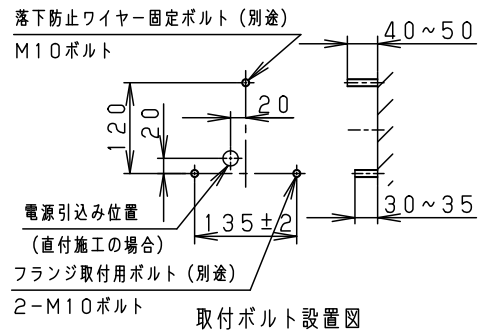 落下防止ワイヤー固定ボルト（別途）
M10ボルト
40~50
20
120
20
30~35
電源引込み位置
（直付施工の場合）
135±2
フランジ取付用ボルト（別途）
2-M10ボルト
取付ボルト設置図